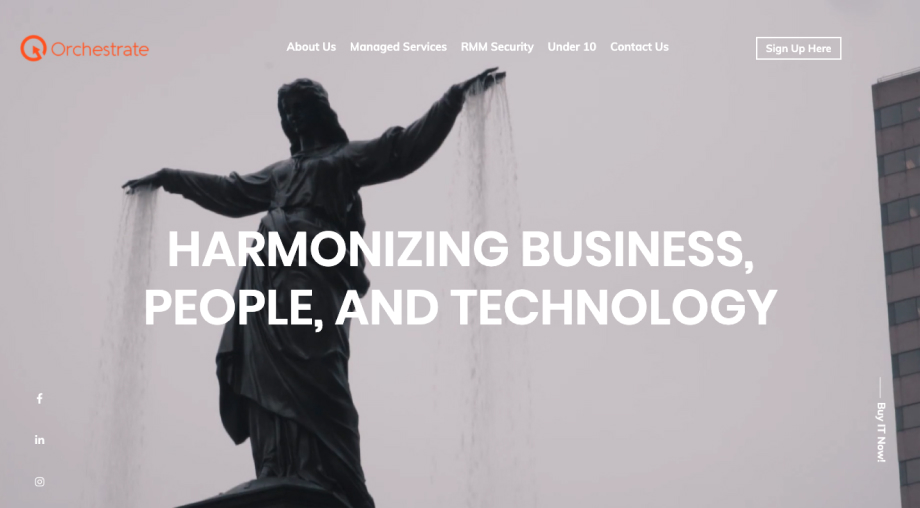 Orchestrate
About Us
Managed Services
RMM Security
Under 10
Contact Us
Sign Up Here
HARMONIZING BUSINESS,
PEOPLE, AND TECHNOLOGY
f
in
Buy IT Now!